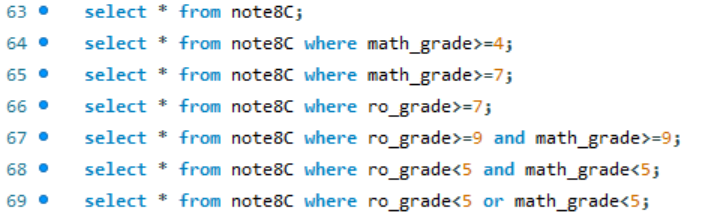 63 select * from note8C;
64 select * from note8C where math_grade>=4;
65 select * from note8C where math_grade>=7;
66 select * from note8C where ro_grade>=7;
67 select * from note8C where ro_grade>=9 and math_grade>=9;
68 select * from note8C where ro_grade<5 and math_grade<5;
69 select * from note8C where ro_grade<5 or math_grade<5;